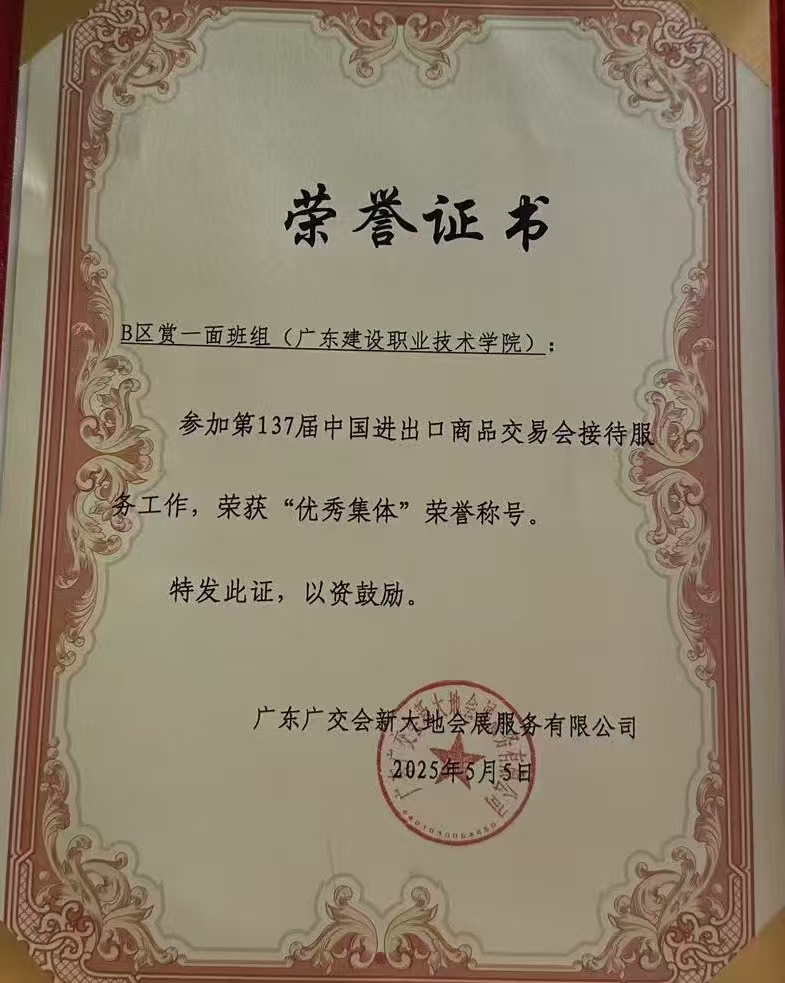 荣誉证书
B区赏一面班组（广东建设职业技术学院）：
参加第137届中国进出口商品交易会接待服
务工作，荣获“优秀集体”荣誉称号。
特发此证，以资鼓励。
广东广交会新大地会展服务有限公司
2025年5月5日